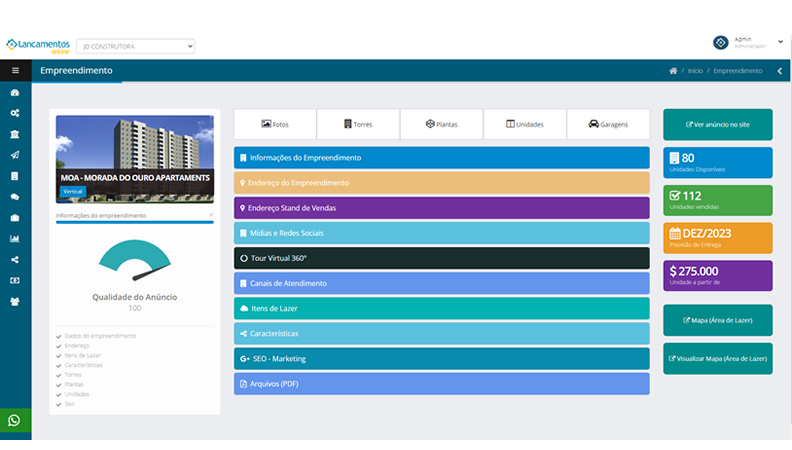 Lancamentos
online
JD CONSTRUTORA
Admin
Administrador
Empreendimento
/ Início / Empreendimento
MOA - MORADA DO OURO APARTAMENTS
Vertical
Informações do empreendimento
Qualidade do Anúncio
100
Dados do empreendimento
Endereço
Itens de Lazer
Características
Torres
Plantas
Unidades
Seo
Fotos
Torres
Plantas
Unidades
Garagens
Informações do Empreendimento
Endereço do Empreendimento
Endereço Stand de Vendas
Mídias e Redes Sociais
Tour Virtual 360°
Canais de Atendimento
Itens de Lazer
Características
G+ SEO - Marketing
Arquivos (PDF)
Ver anúncio no site
80
Unidades Disponíveis
112
Unidades vendidas
DEZ/2023
Previsão de Entrega
$ 275.000
Unidade a partir de
Mapa (Área de Lazer)
Visualizar Mapa (Área de Lazer)